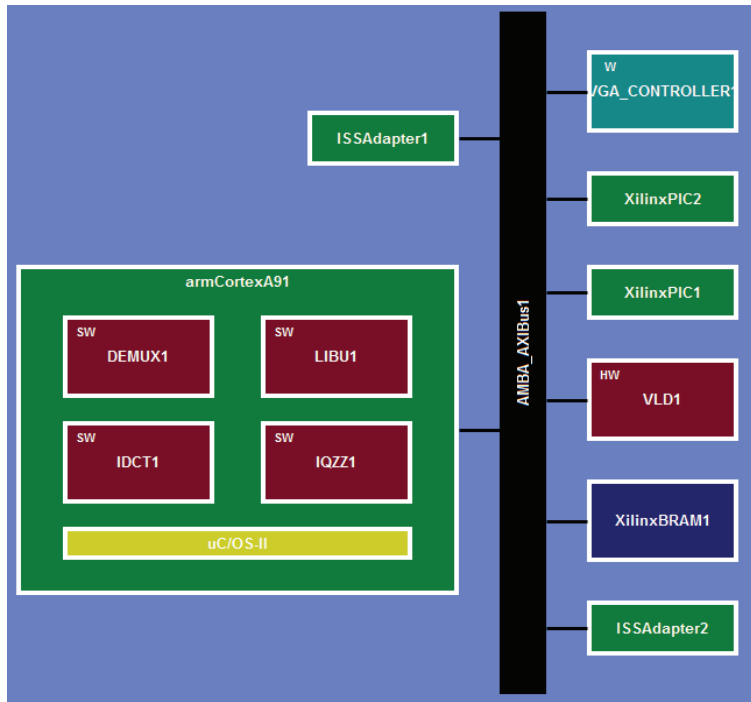 W
VGA_CONTROLLER1
ISSAdapter1
XilinxPIC2
armCortexA91
XilinxPIC1
SW
DEMUX1
SW
LIBU1
AMBA_AXIBus1
HW
VLD1
SW
IDCT1
SW
IQZZ1
XilinxBRAM1
uC/OS-II
ISSAdapter2